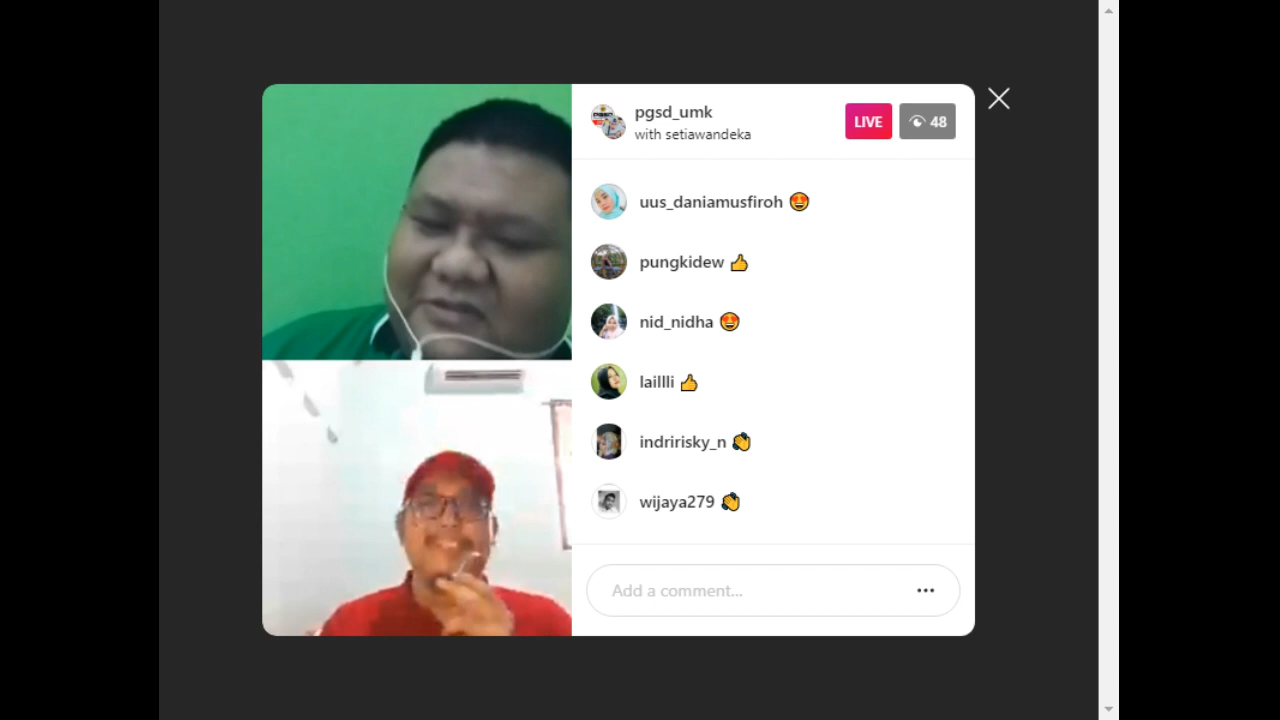 pgsd_umk
with setiawandeka
LIVE
48
uus_daniamusfiroh 🤩
pungkidew 👍
nid_nidha 🤩
laillli 👍
indririsky_n 👏
wijaya279 👏
Add a comment...